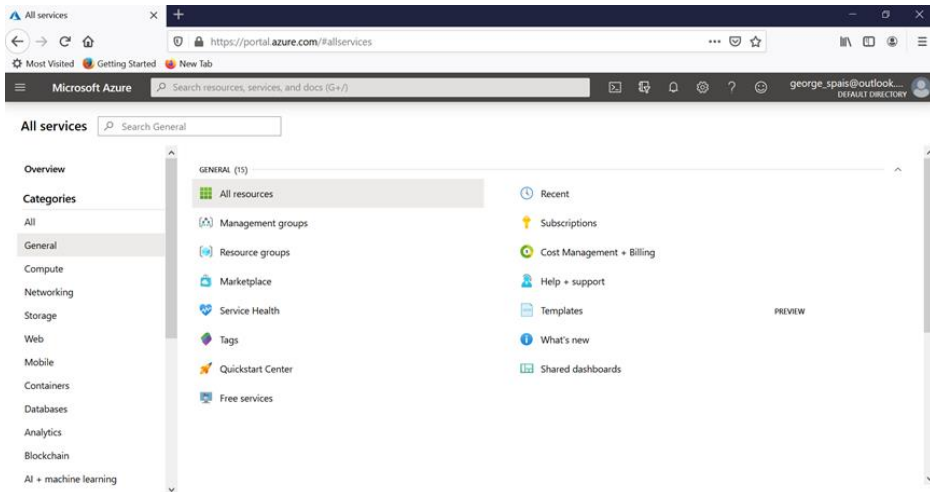 All services
https://portal.azure.com/#allservices
Most Visited Getting Started New Tab
Microsoft Azure Search resources, services, and docs (G+/) george_spais@outlook....
DEFAULT DIRECTORY
All services Search General
Overview
Categories
All
General
Compute
Networking
Storage
Web
Mobile
Containers
Databases
Analytics
Blockchain
AI + machine learning
GENERAL (15)
All resources
Management groups
Resource groups
Marketplace
Service Health
Tags
Quickstart Center
Free services
Recent
Subscriptions
Cost Management + Billing
Help + support
Templates PREVIEW
What's new
Shared dashboards